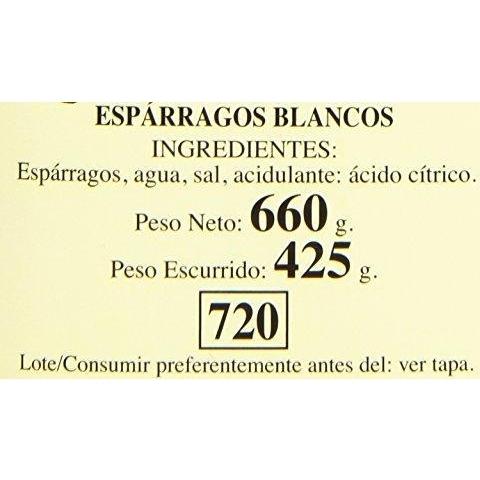 ESPÁRRAGOS BLANCOS
INGREDIENTES:
Espárragos, agua, sal, acidulante: ácido cítrico.
Peso Neto: 660 g.
Peso Escurrido: 425 g.
720
Lote/Consumir preferentemente antes del: ver tapa.